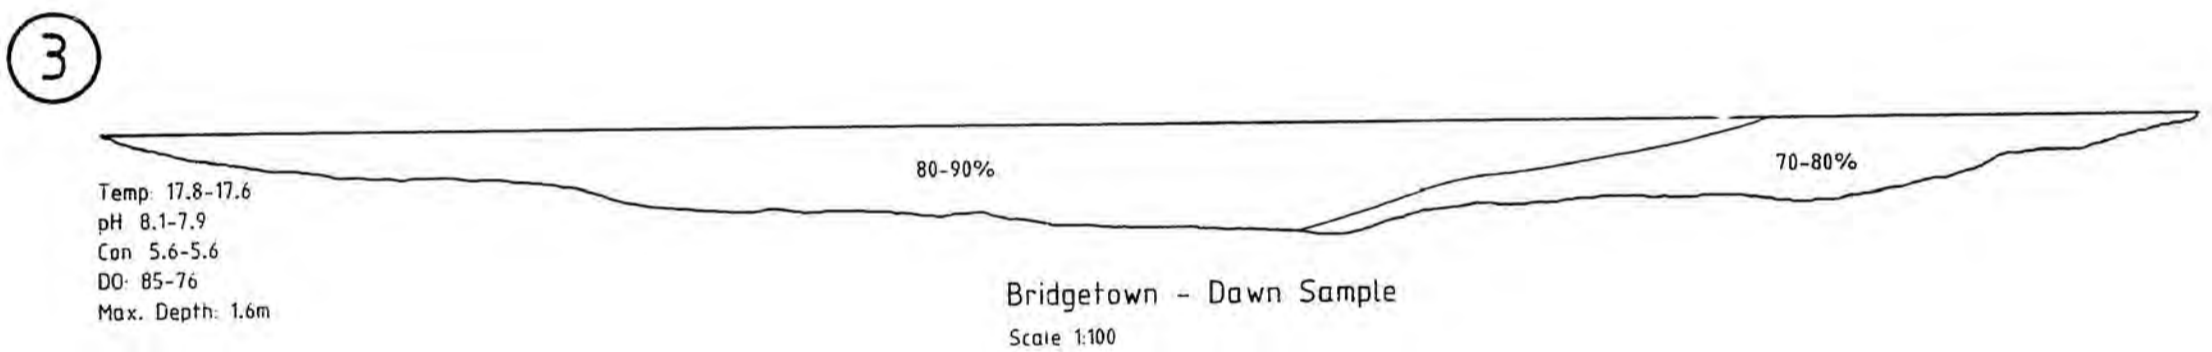 3
80-90%
70-80%
Temp: 17.8-17.6
pH 8.1-7.9
Con 5.6-5.6
DO: 85-76
Max. Depth: 1.6m
Bridgetown - Dawn Sample
Scale 1:100